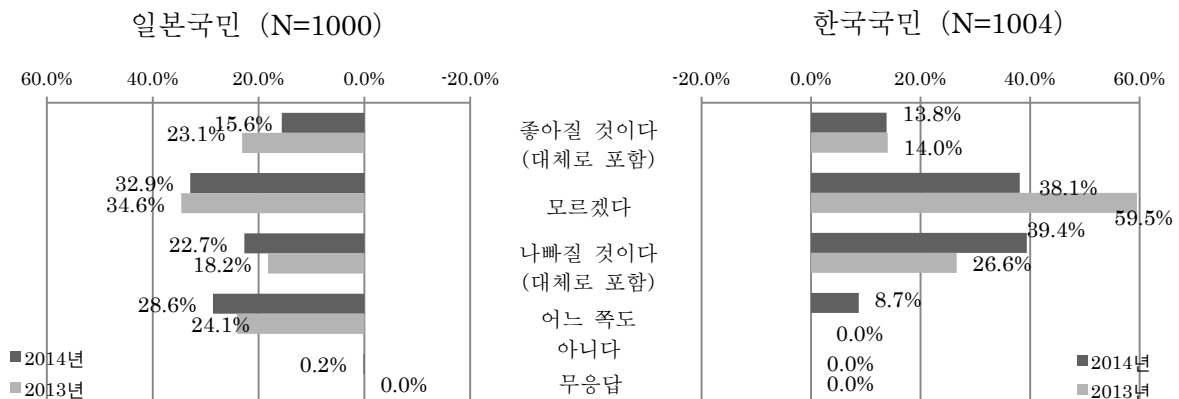 일본국민 (N=1000)
한국국민 (N=1004)
60.0% 40.0% 20.0% 0.0% -20.0%
-20.0% 0.0% 20.0% 40.0% 60.0%
15.6%
23.1%
좋아질 것이다
(대체로 포함)
13.8%
14.0%
32.9%
34.6%
모르겠다
38.1%
59.5%
22.7%
18.2%
나빠질 것이다
(대체로 포함)
39.4%
26.6%
28.6%
24.1%
어느 쪽도
아니다
8.7%
0.0%
0.2%
0.0%
무응답
0.0%
0.0%
2014년
2013년
2014년
2013년